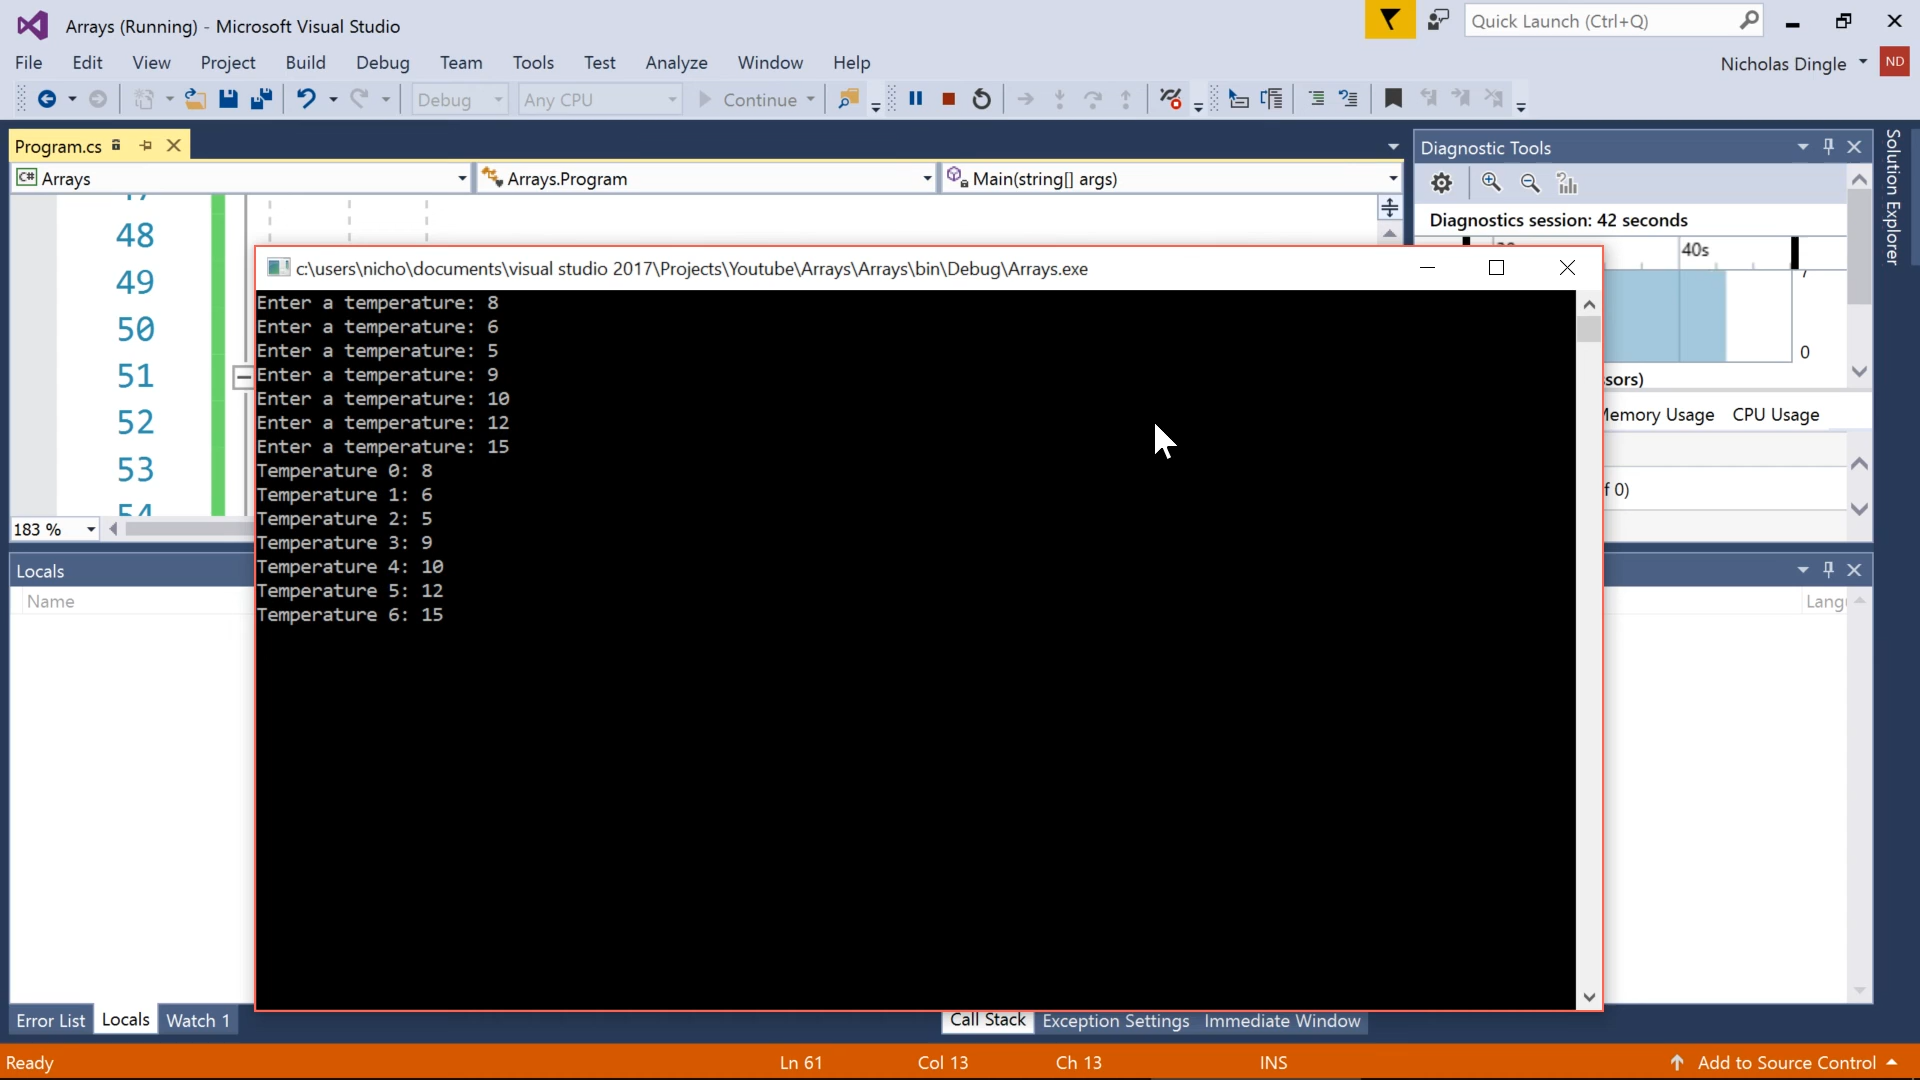 Arrays (Running) - Microsoft Visual Studio
Quick Launch (Ctrl+Q)
File Edit View Project Build Debug Team Tools Test Analyze Window Help
Nicholas Dingle ND
Debug Any CPU Continue
Program.cs
Diagnostic Tools
Solution Explorer
C# Arrays Arrays.Program Main(string[] args)
Diagnostics session: 42 seconds
40s
48
49
50
51
52
53
54
c:\users\nicho\documents\visual studio 2017\Projects\Youtube\Arrays\Arrays\bin\Debug\Arrays.exe
Enter a temperature: 8
Enter a temperature: 6
Enter a temperature: 5
Enter a temperature: 9
Enter a temperature: 10
Enter a temperature: 12
Enter a temperature: 15
Temperature 0: 8
Temperature 1: 6
Temperature 2: 5
Temperature 3: 9
Temperature 4: 10
Temperature 5: 12
Temperature 6: 15
0
sors)
Memory Usage CPU Usage
f 0)
183 %
Locals
Name
Lang
Error List Locals Watch 1
Call Stack Exception Settings Immediate Window
Ready Ln 61 Col 13 Ch 13 INS Add to Source Control